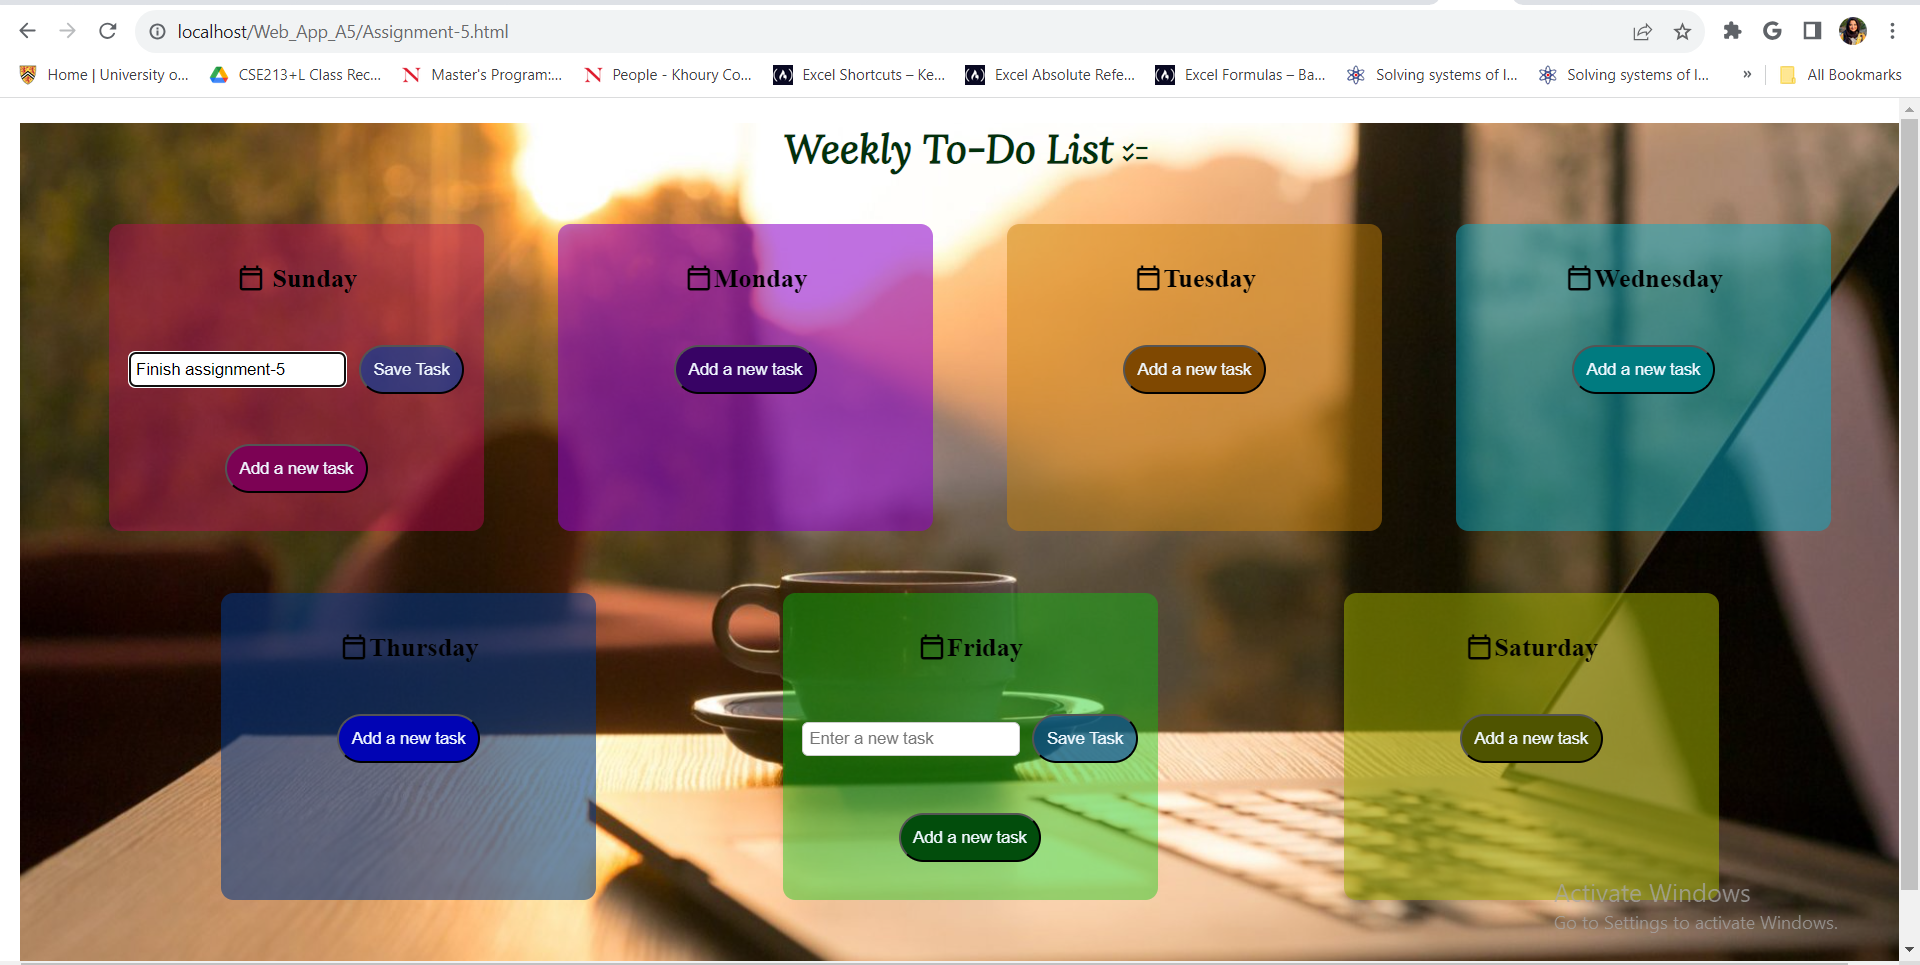 localhost/Web_App_A5/Assignment-5.html
Home | University o... CSE213+L Class Rec... Master's Program:... People - Khoury Co... Excel Shortcuts – Ke... Excel Absolute Refe... Excel Formulas – Ba... Solving systems of l... Solving systems of l... » All Bookmarks
Weekly To-Do List
Sunday
Finish assignment-5 Save Task
Add a new task
Monday
Add a new task
Tuesday
Add a new task
Wednesday
Add a new task
Thursday
Add a new task
Friday
Enter a new task Save Task
Add a new task
Saturday
Add a new task
Activate Windows
Go to Settings to activate Windows.